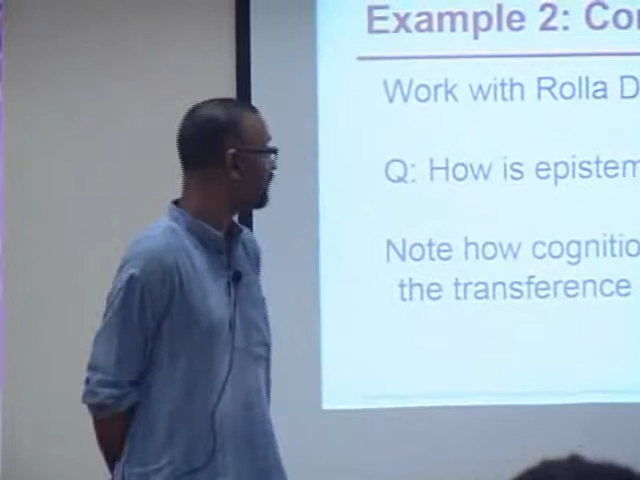 Example 2: Co
Work with Rolla D
Q: How is epistem
Note how cognitio
the transference